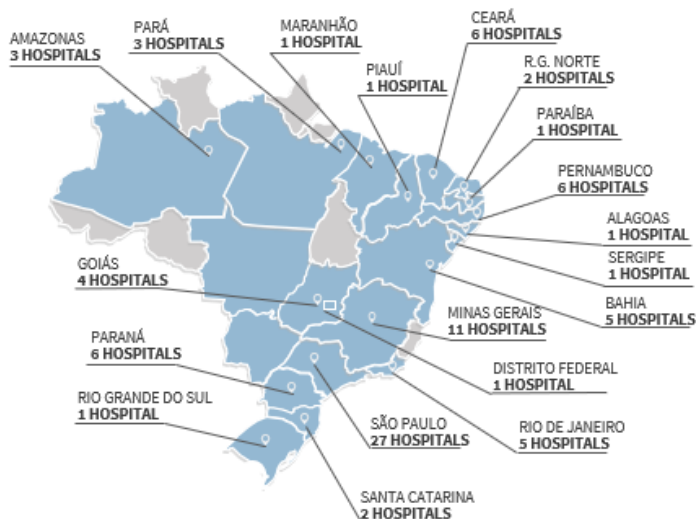 AMAZONAS
3 HOSPITALS
PARÁ
3 HOSPITALS
MARANHÃO
1 HOSPITAL
PIAUÍ
1 HOSPITAL
CEARÁ
6 HOSPITALS
R.G. NORTE
2 HOSPITALS
PARAÍBA
1 HOSPITAL
PERNAMBUCO
6 HOSPITALS
ALAGOAS
1 HOSPITAL
SERGIPE
1 HOSPITAL
BAHIA
5 HOSPITALS
GOIÁS
4 HOSPITALS
MINAS GERAIS
11 HOSPITALS
PARANÁ
6 HOSPITALS
DISTRITO FEDERAL
1 HOSPITAL
RIO GRANDE DO SUL
1 HOSPITAL
SÃO PAULO
27 HOSPITALS
RIO DE JANEIRO
5 HOSPITALS
SANTA CATARINA
2 HOSPITALS